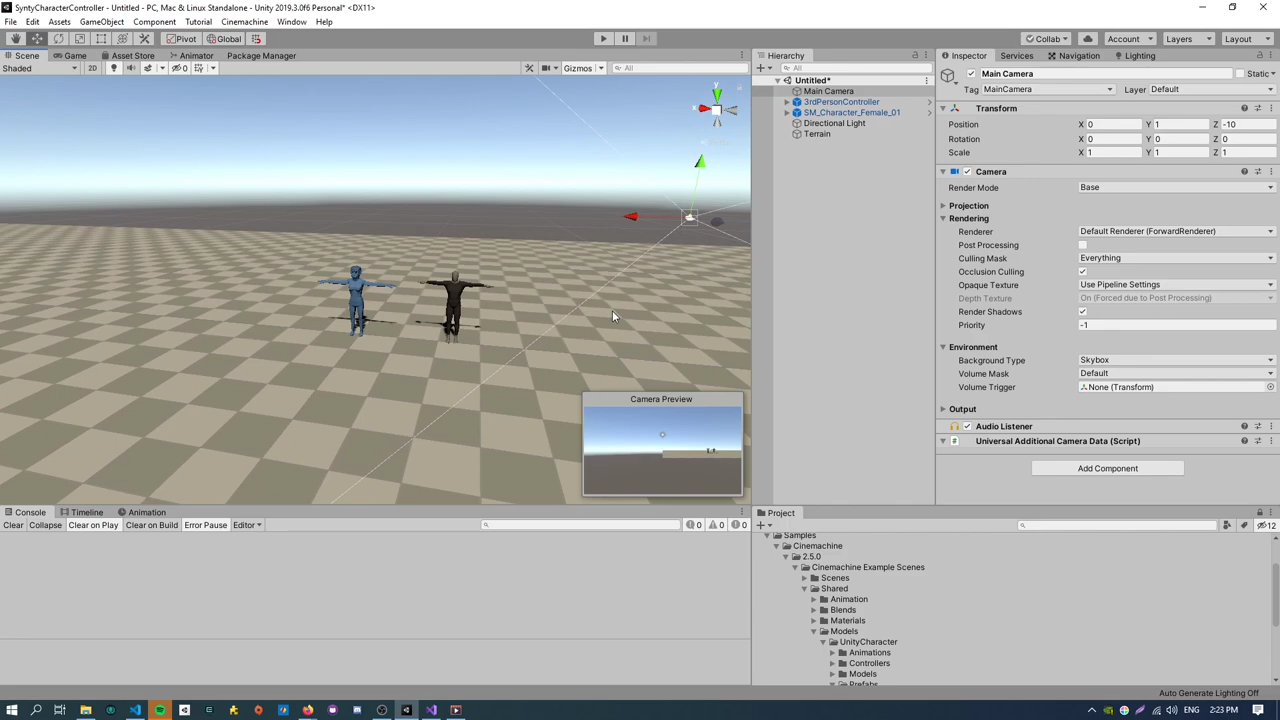 SyntyCharacterController - Untitled - PC, Mac & Linux Standalone - Unity 2019.3.0f6 Personal* <DX11>
File Edit Assets GameObject Component Tutorial Cinemachine Window Help
Pivot Global Collab Account Layers Layout
Scene Game Asset Store Animator Package Manager
Shaded 2D 0 Gizmos All
y
x
Hierarchy
All
Untitled*
Main Camera
3rdPersonController
SM_Character_Female_01
Directional Light
Terrain
Inspector Services Navigation Lighting
Main Camera Static
Tag MainCamera Layer Default
Transform
Position X 0 Y 1 Z -10
Rotation X 0 Y 0 Z 0
Scale X 1 Y 1 Z 1
Camera
Render Mode Base
Projection
Rendering
Renderer Default Renderer (ForwardRenderer)
Post Processing
Culling Mask Everything
Occlusion Culling
Opaque Texture Use Pipeline Settings
Depth Texture On (Forced due to Post Processing)
Render Shadows
Priority -1
Environment
Background Type Skybox
Volume Mask Default
Volume Trigger None (Transform)
Output
Audio Listener
Universal Additional Camera Data (Script)
Add Component
Camera Preview
Console Timeline Animation
Clear Collapse Clear on Play Clear on Build Error Pause Editor 0 0 0
Project
12
Samples
Cinemachine
2.5.0
Cinemachine Example Scenes
Scenes
Shared
Animation
Blends
Materials
Models
UnityCharacter
Animations
Controllers
Models
Prefabs
Auto Generate Lighting Off
ENG 2:23 PM